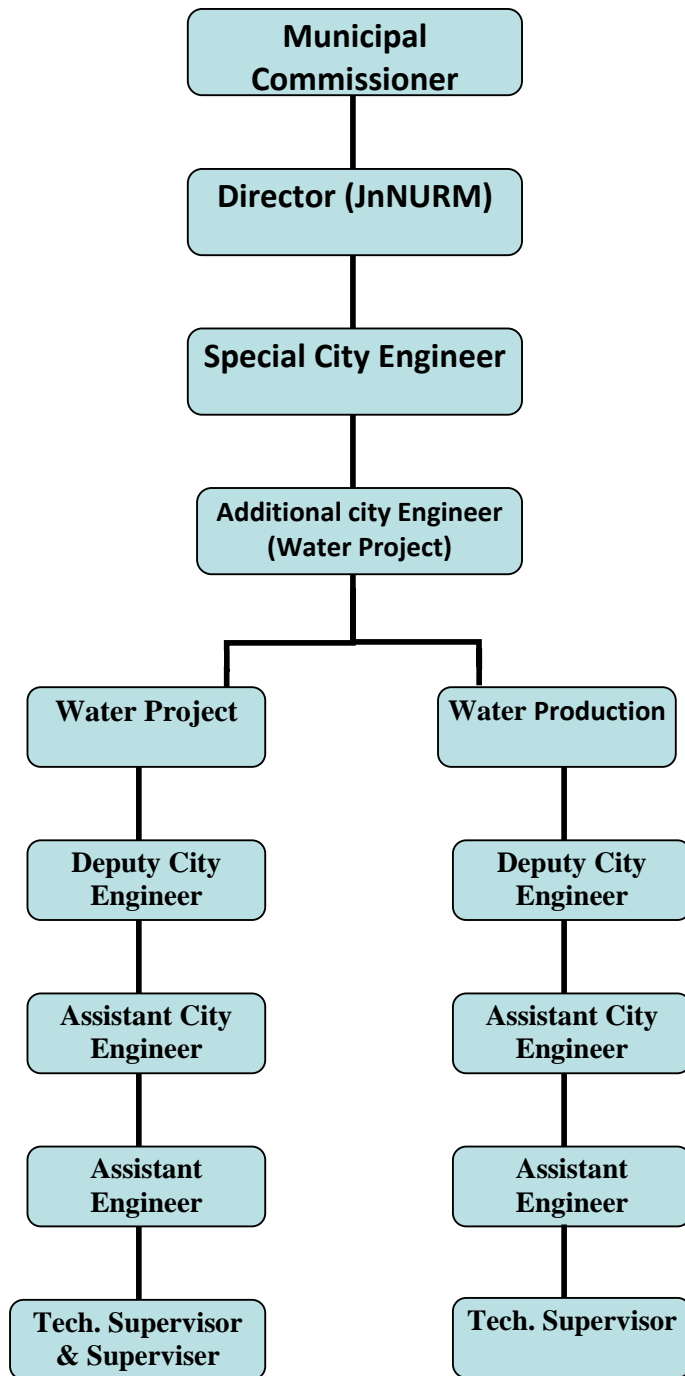 Municipal
Commissioner
Director (JnNURM)
Special City Engineer
Additional city Engineer
(Water Project)
Water Project
Water Production
Deputy City
Engineer
Deputy City
Engineer
Assistant City
Engineer
Assistant City
Engineer
Assistant
Engineer
Assistant
Engineer
Tech. Supervisor
& Superviser
Tech. Supervisor